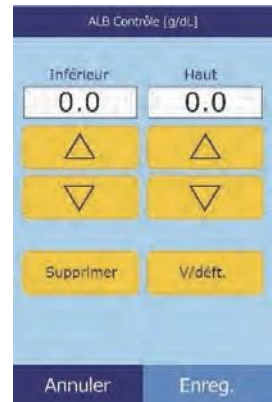 ALB Contrôle [g/dL]
Inférieur Haut
0.0 0.0
Supprimer V/déft.
Annuler Enreg.